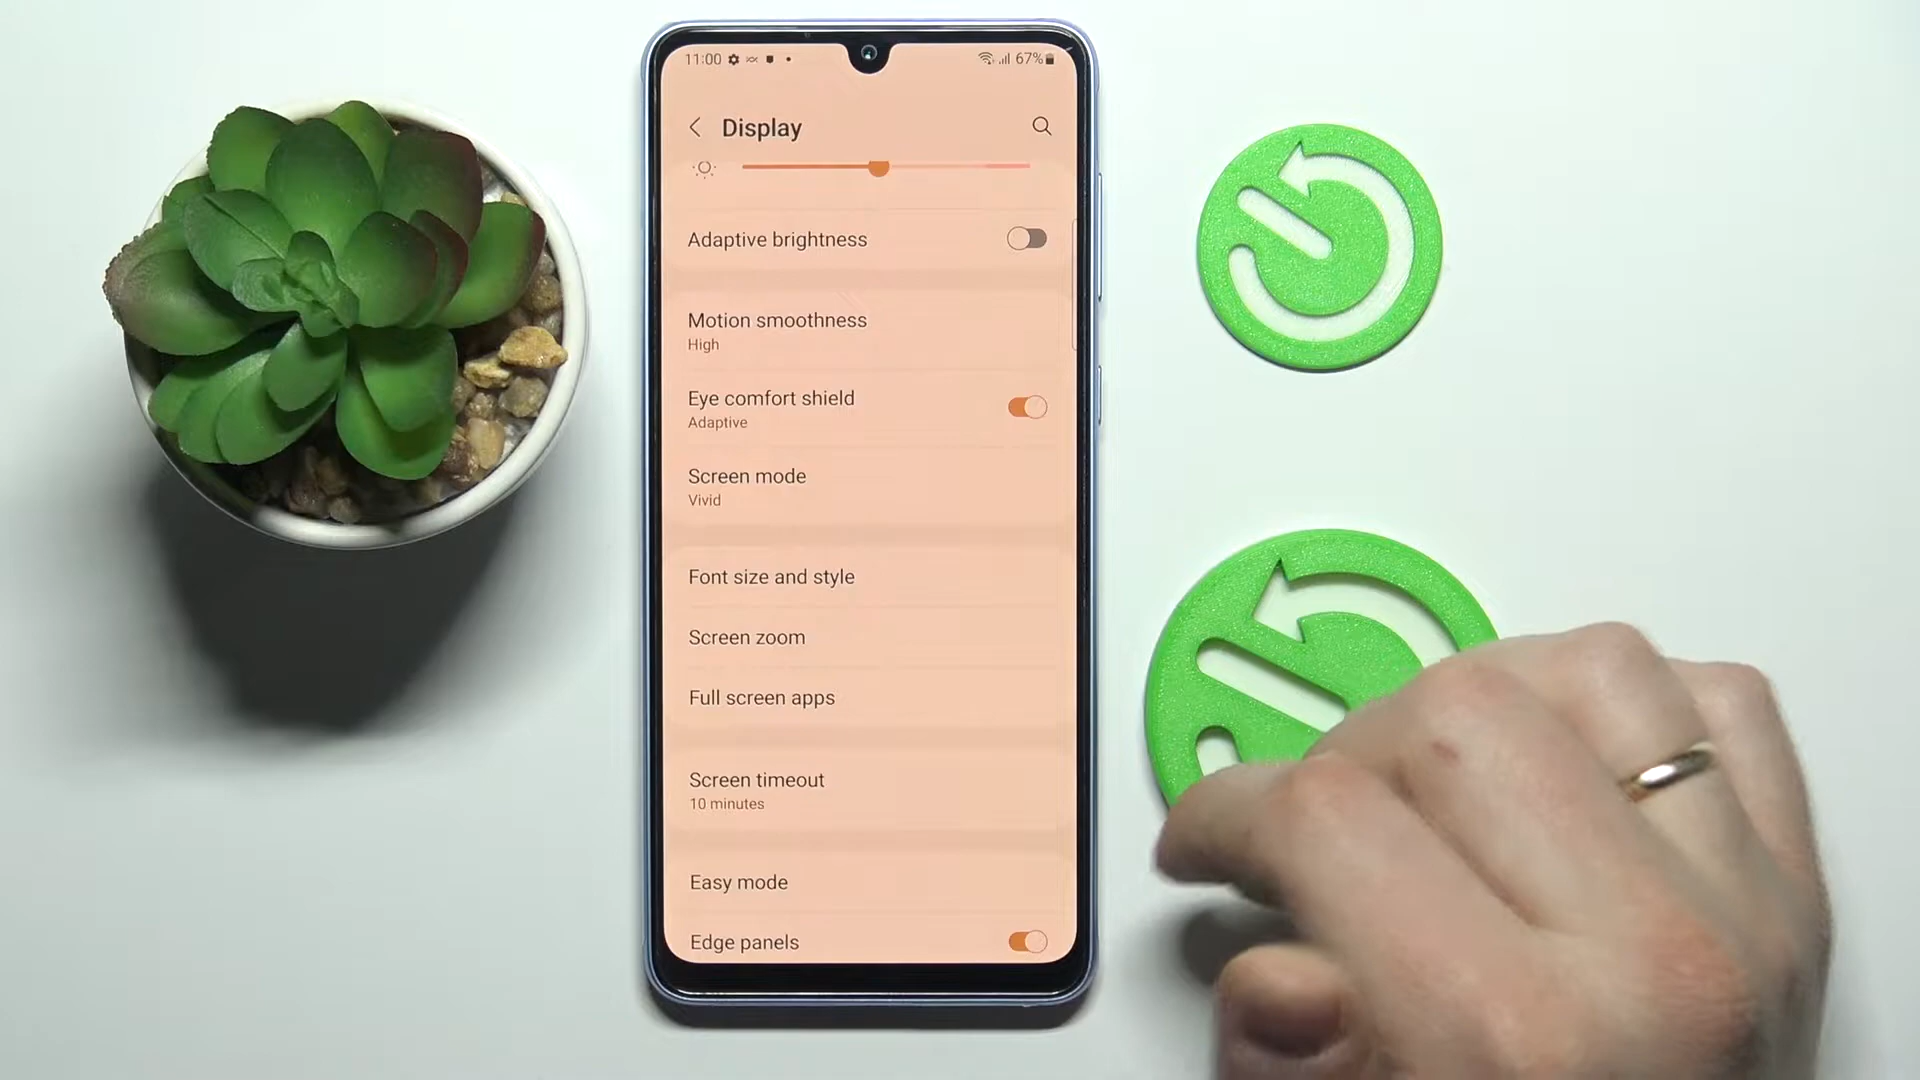 11:00 67%
Display
Adaptive brightness
Motion smoothness
High
Eye comfort shield
Adaptive
Screen mode
Vivid
Font size and style
Screen zoom
Full screen apps
Screen timeout
10 minutes
Easy mode
Edge panels